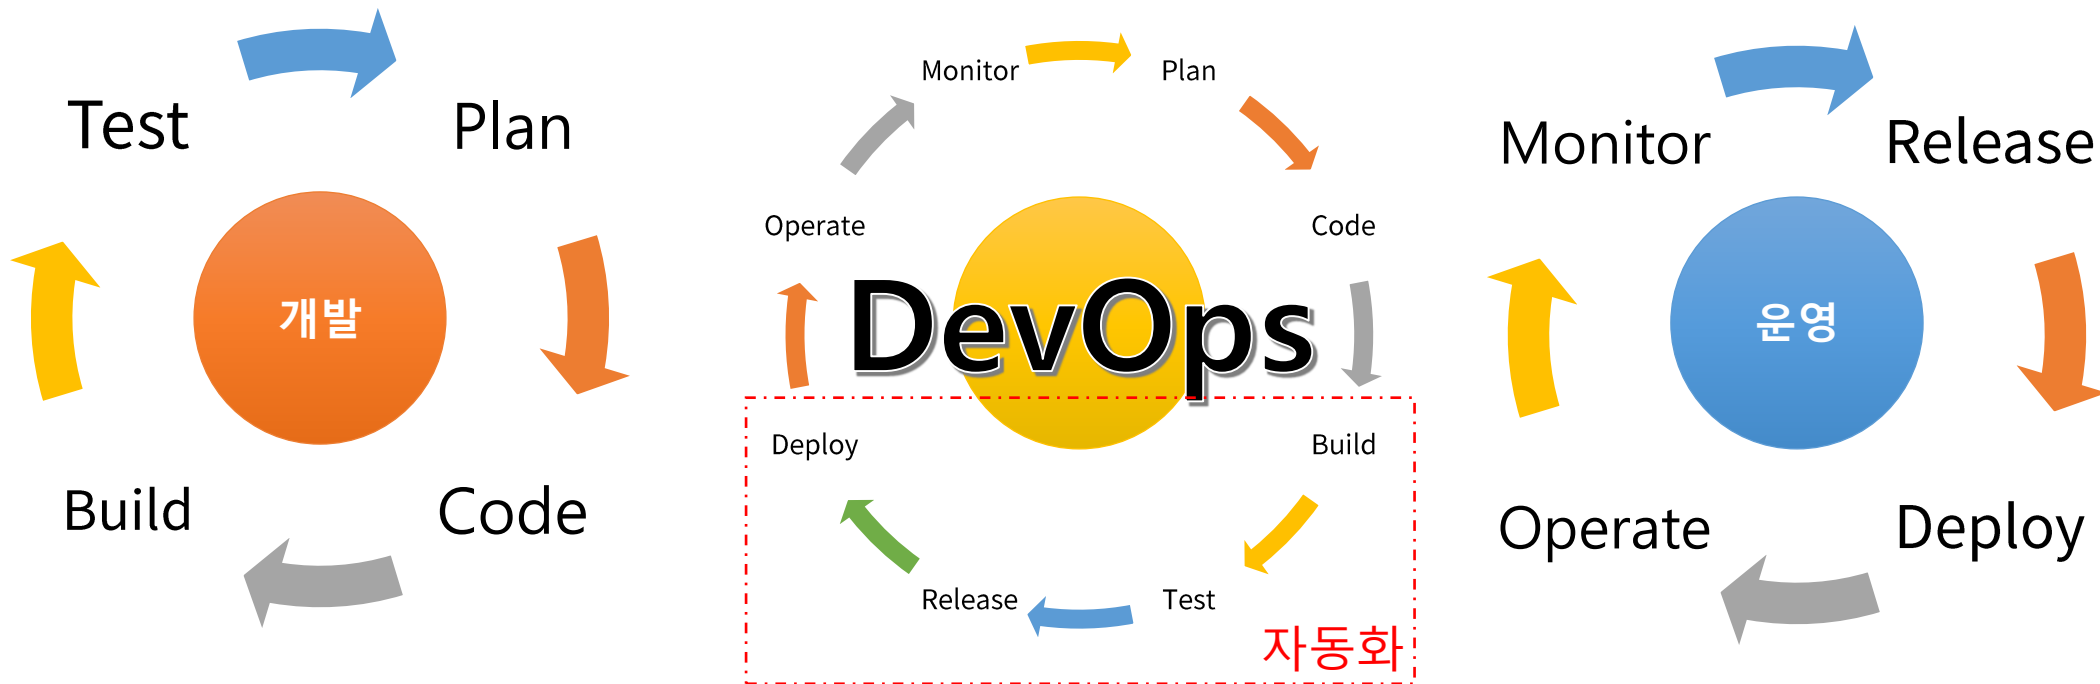 Test
Plan
개발
Build
Code
Monitor
Plan
Operate
Code
DevOps
Deploy
Build
Release
Test
자동화
Monitor
Release
운영
Operate
Deploy